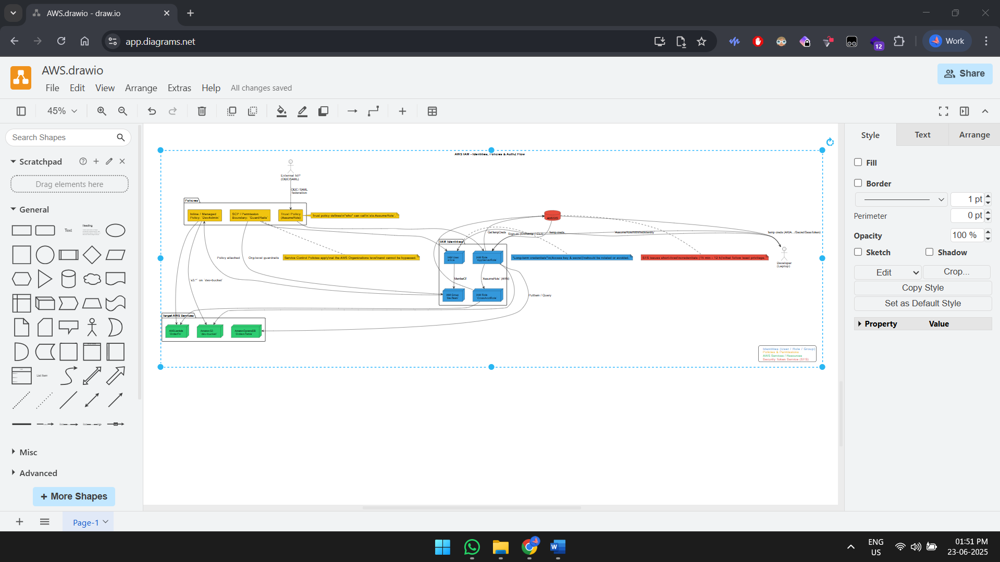 AWS.drawio - draw.io
app.diagrams.net
12
Work
AWS.drawio
File Edit View Arrange Extras Help All changes saved
Share
45%
Search Shapes
Scratchpad
Drag elements here
General
Text
Heading
List Item
Misc
Advanced
+ More Shapes
AWS IAM - Identities, Policies & AuthZ Flow
External IdP
(OIDC/SAML)
OIDC / SAML
federation
Policies
Inline / Managed
Policy: `DevAdmin`
SCP / Permission
Boundary: `GuardRails`
Trust Policy
(AssumeRole)
Trust policy defines\n"who" can call\n`sts:AssumeRole`.
AWS STS
GetTempCreds
Sign-in (Console / CLI)
Temp creds
AssumeRoleWithWebIdentity
Temp creds (AKIA.../Secret/SessToken)
IAM Identities
IAM User
`alice`
IAM Role
`AppServerRole`
Policy attached
Org-level guardrails
Service Control Policies apply\nat the AWS Organizations level\nand cannot be bypassed.
"Long-term credentials"\n(Access key & secret)\nshould be rotated or avoided.
STS issues short-lived\ncredentials (15 min - 12 h)\nthat follow least privilege.
Developer
(Laptop)
`s3:*` on `dev-bucket`
MemberOf
AssumeRole` (ARN)
IAM Group
`DevTeam`
IAM Role
`CrossAcctRole`
PutItem / Query
Target AWS Services
AWS Lambda
`OrderFn`
Amazon S3
`dev-bucket`
Amazon DynamoDB
`OrdersTable`
Identities (User / Role / Group)
Policies & Permissions
AWS Services / Resources
Security Token Service (STS)
Style Text Arrange
Fill
Border
1 pt
Perimeter 0 pt
Opacity 100 %
Sketch Shadow
Edit Crop...
Copy Style
Set as Default Style
Property Value
Page-1
ENG
US
01:51 PM
23-06-2025